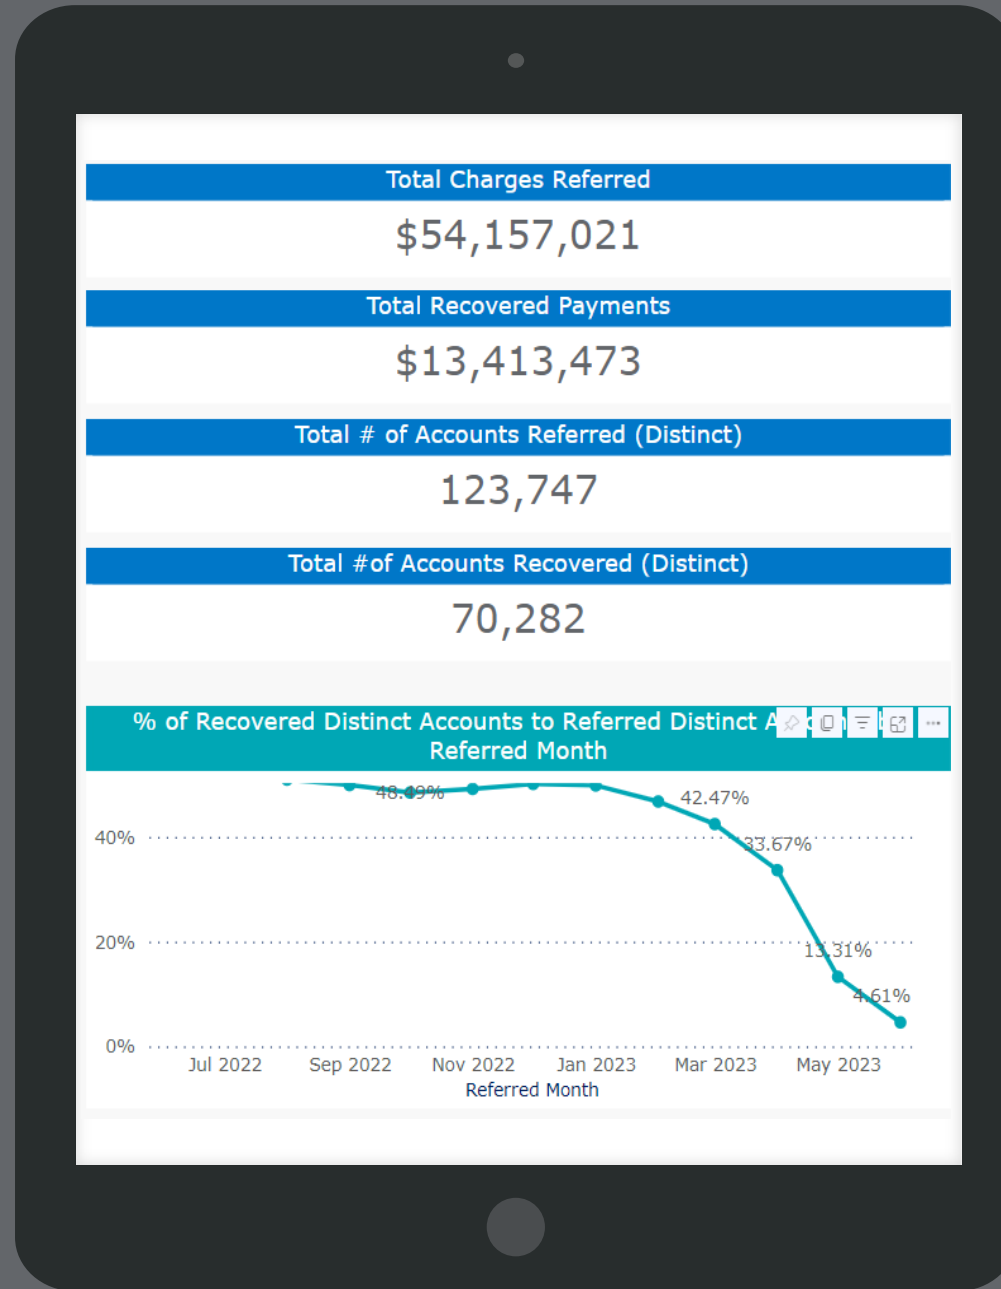 Total Charges Referred
$54,157,021
Total Recovered Payments
$13,413,473
Total # of Accounts Referred (Distinct)
123,747
Total #of Accounts Recovered (Distinct)
70,282
% of Recovered Distinct Accounts to Referred Distinct
Referred Month
48.49%
42.47%
40%
33.67%
20%
13.31%
4.61%
0%
Jul 2022 Sep 2022 Nov 2022 Jan 2023 Mar 2023 May 2023
Referred Month